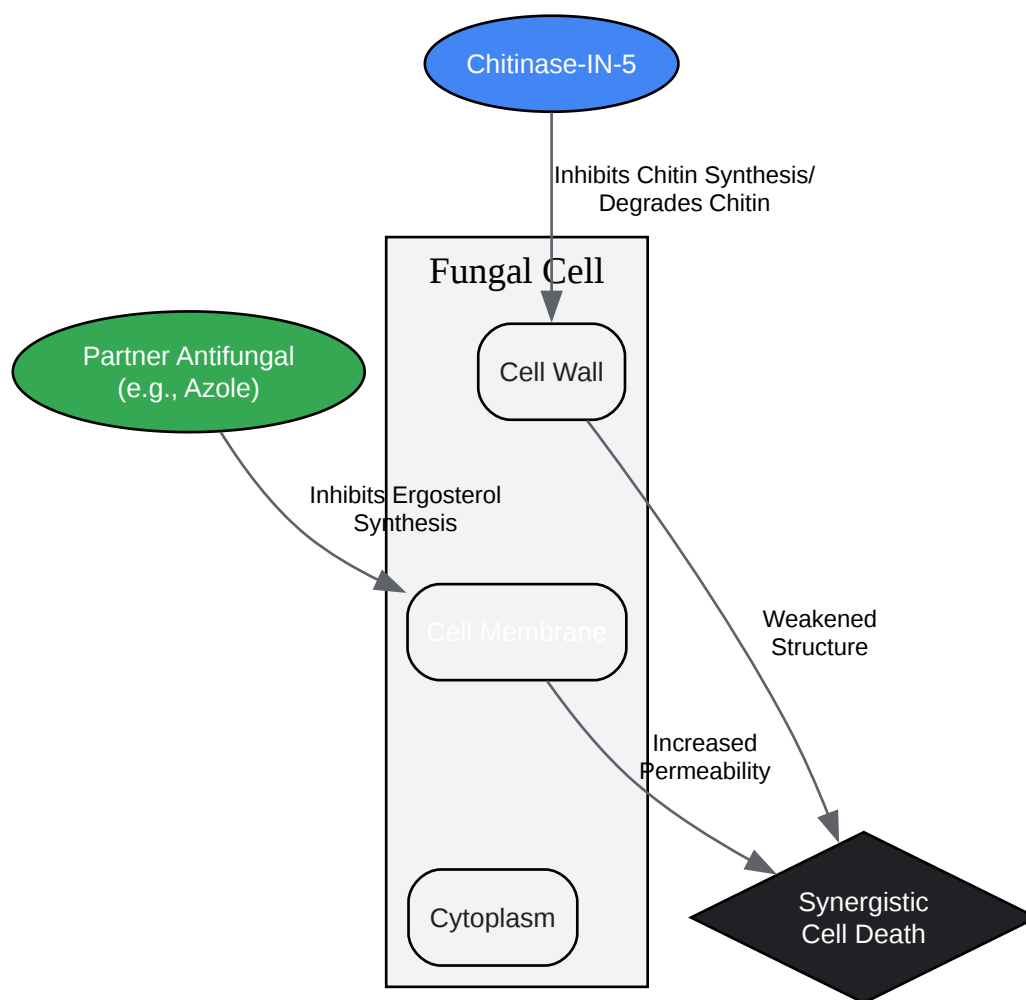 Chitinase-IN-5
Inhibits Chitin Synthesis/
Degrades Chitin
Fungal Cell
Partner Antifungal
(e.g., Azole)
Cell Wall
Inhibits Ergosterol
Synthesis
Cell Membrane
Weakened
Structure
Increased
Permeability
Cytoplasm
Synergistic
Cell Death